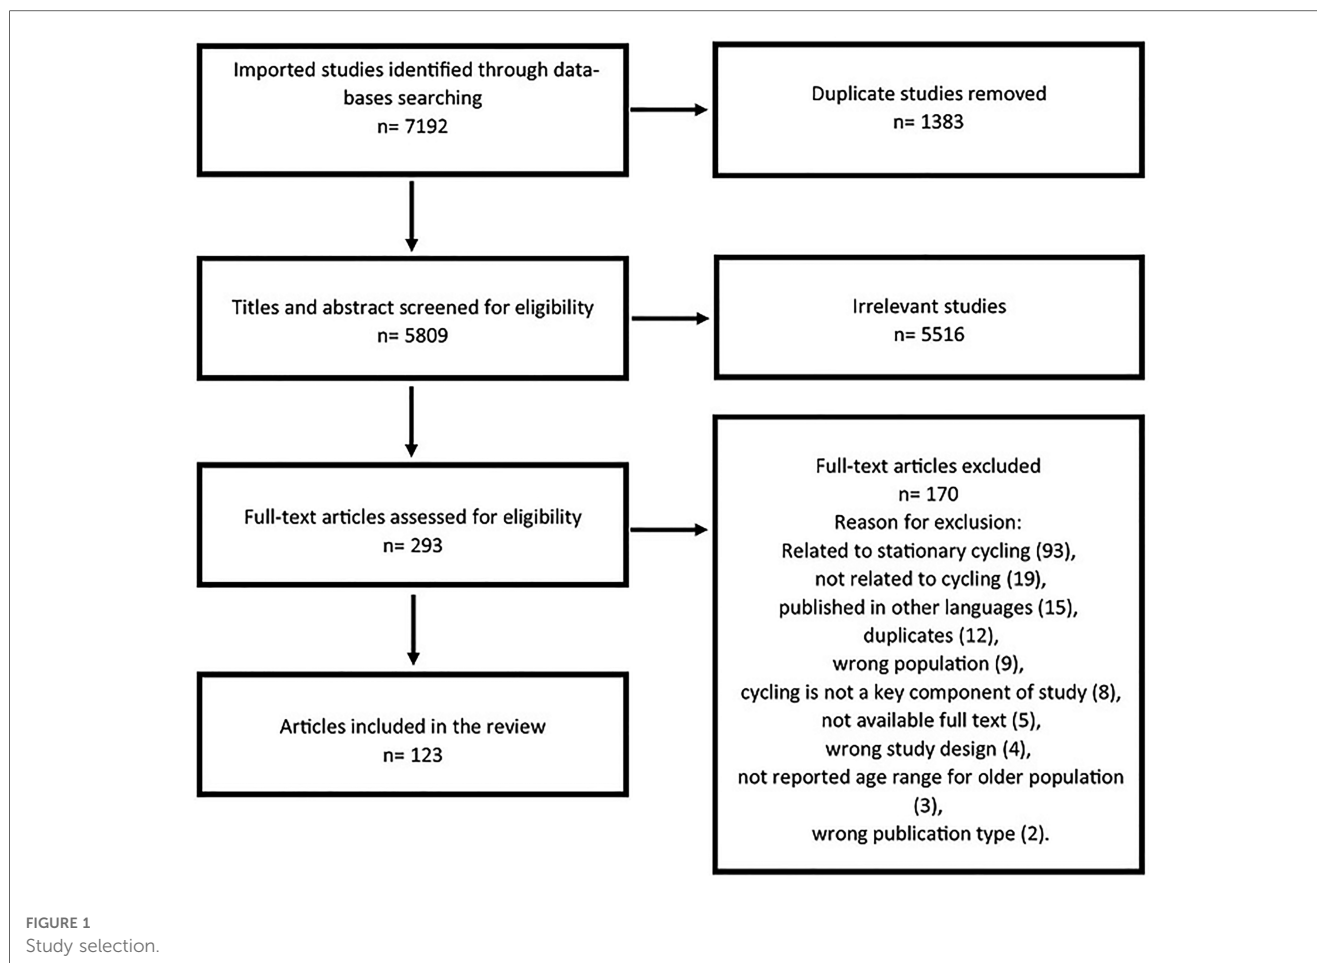 Imported studies identified through data-
bases searching
n= 7192
Duplicate studies removed
n= 1383
Titles and abstract screened for eligibility
n= 5809
Irrelevant studies
n= 5516
Full-text articles assessed for eligibility
n= 293
Full-text articles excluded
n= 170
Reason for exclusion:
Related to stationary cycling (93),
not related to cycling (19),
published in other languages (15),
duplicates (12),
wrong population (9),
cycling is not a key component of study (8),
not available full text (5),
wrong study design (4),
not reported age range for older population
(3),
wrong publication type (2).
Articles included in the review
n= 123
FIGURE 1
Study selection.